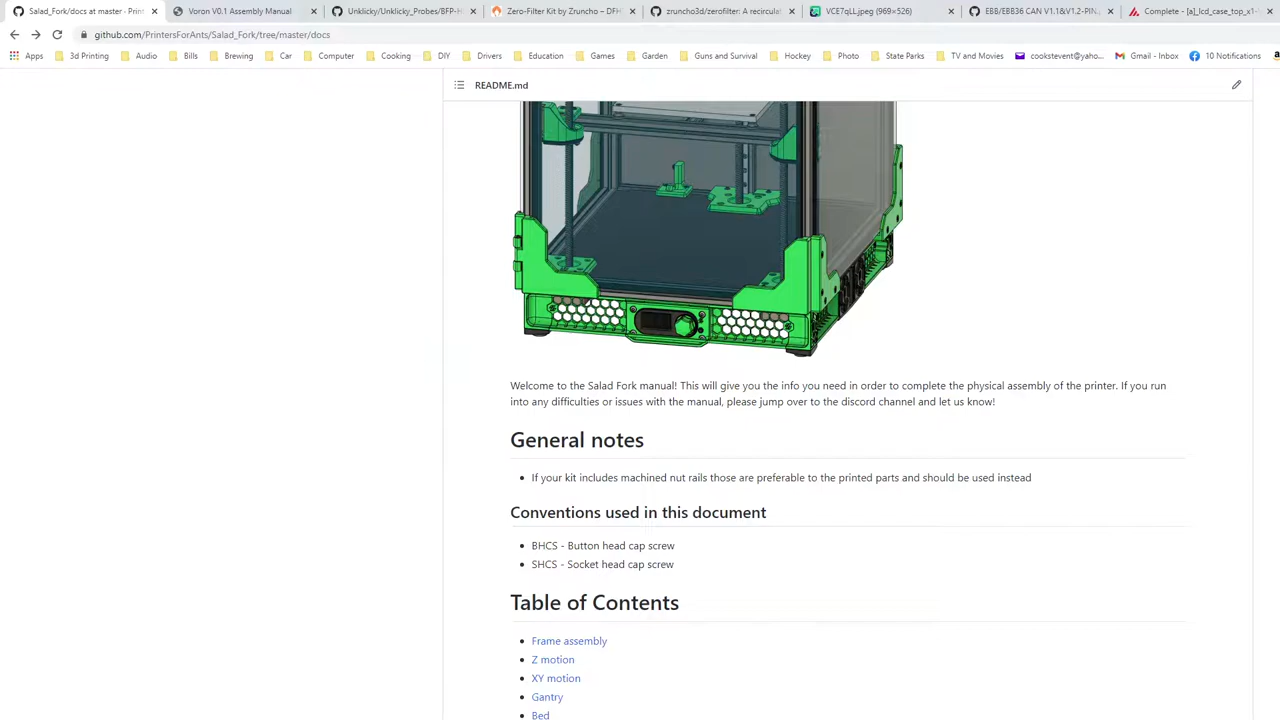 Salad_Fork/docs at master · Print
Voron V0.1 Assembly Manual
Unklicky/Unklicky_Probes/BFP-H
Zero-Filter Kit by Zruncho – DFH
zruncho3d/zerofilter: A recircula
VCE7qLL.jpeg (969×526)
EBB/EBB36 CAN V1.1&V1.2-PIN.
Complete - [a]_lcd_case_top_x1-
github.com/PrintersForAnts/Salad_Fork/tree/master/docs
Apps
3d Printing
Audio
Bills
Brewing
Car
Computer
Cooking
DIY
Drivers
Education
Games
Garden
Guns and Survival
Hockey
Photo
State Parks
TV and Movies
cookstevent@yaho...
Gmail - Inbox
10 Notifications
README.md
Welcome to the Salad Fork manual! This will give you the info you need in order to complete the physical assembly of the printer. If you run
into any difficulties or issues with the manual, please jump over to the discord channel and let us know!
General notes
If your kit includes machined nut rails those are preferable to the printed parts and should be used instead
Conventions used in this document
BHCS - Button head cap screw
SHCS - Socket head cap screw
Table of Contents
Frame assembly
Z motion
XY motion
Gantry
Bed